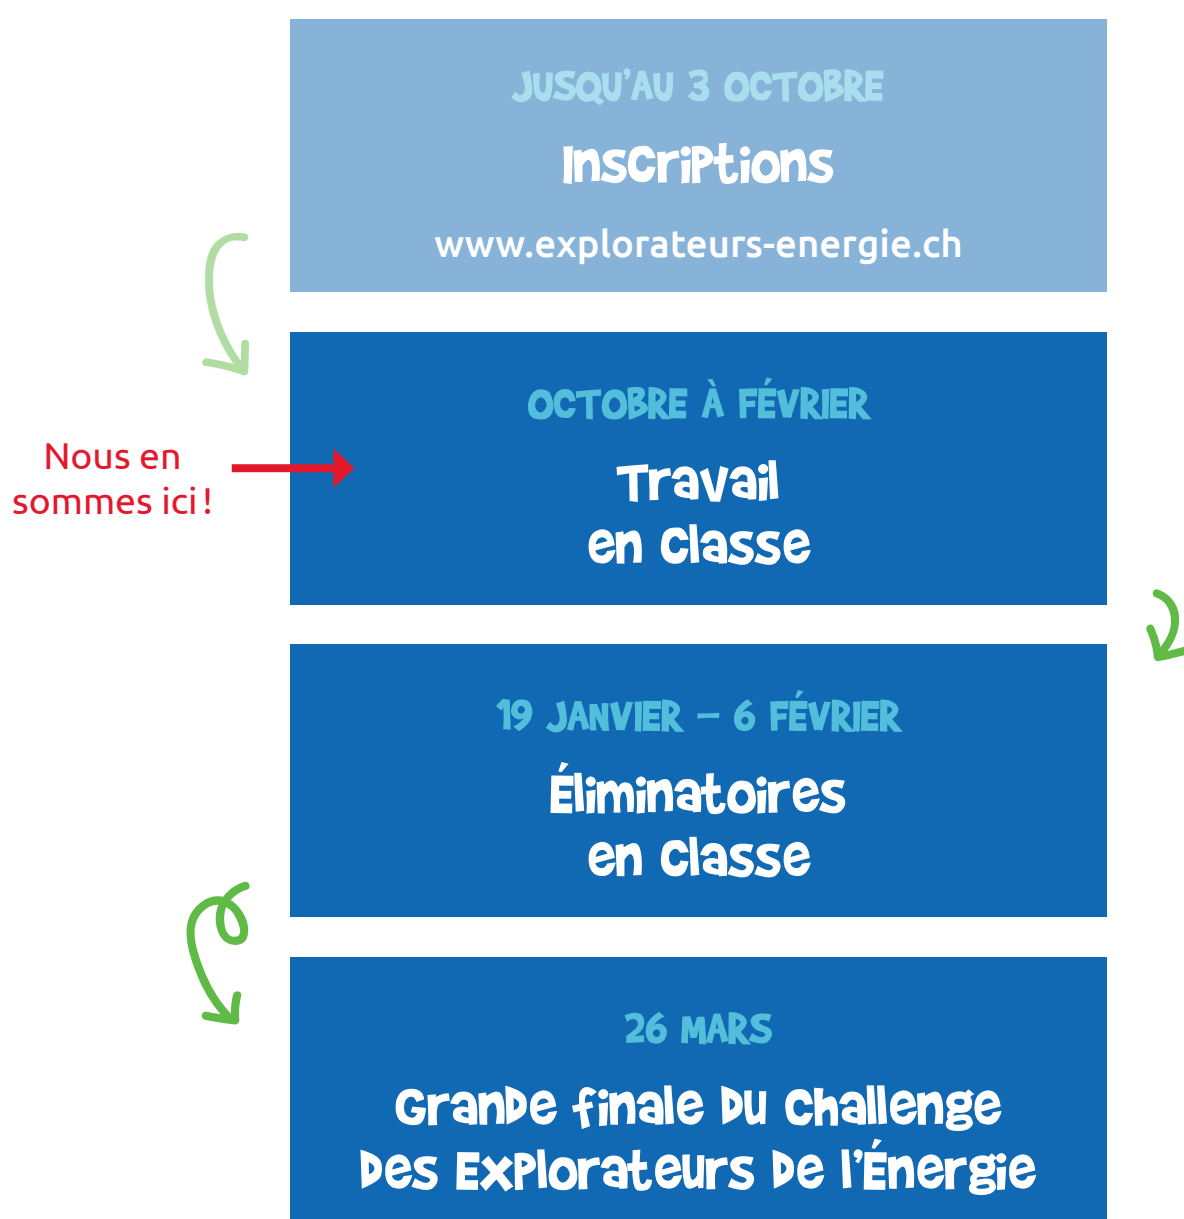 JUSQU'AU 3 OCTOBRE
Inscriptions
www.explorateurs-energie.ch
OCTOBRE À FÉVRIER
Nous en
sommes ici !
Travail
en classe
19 JANVIER – 6 FÉVRIER
Éliminatoires
en classe
26 MARS
Grande finale du Challenge
des Explorateurs de l'Énergie